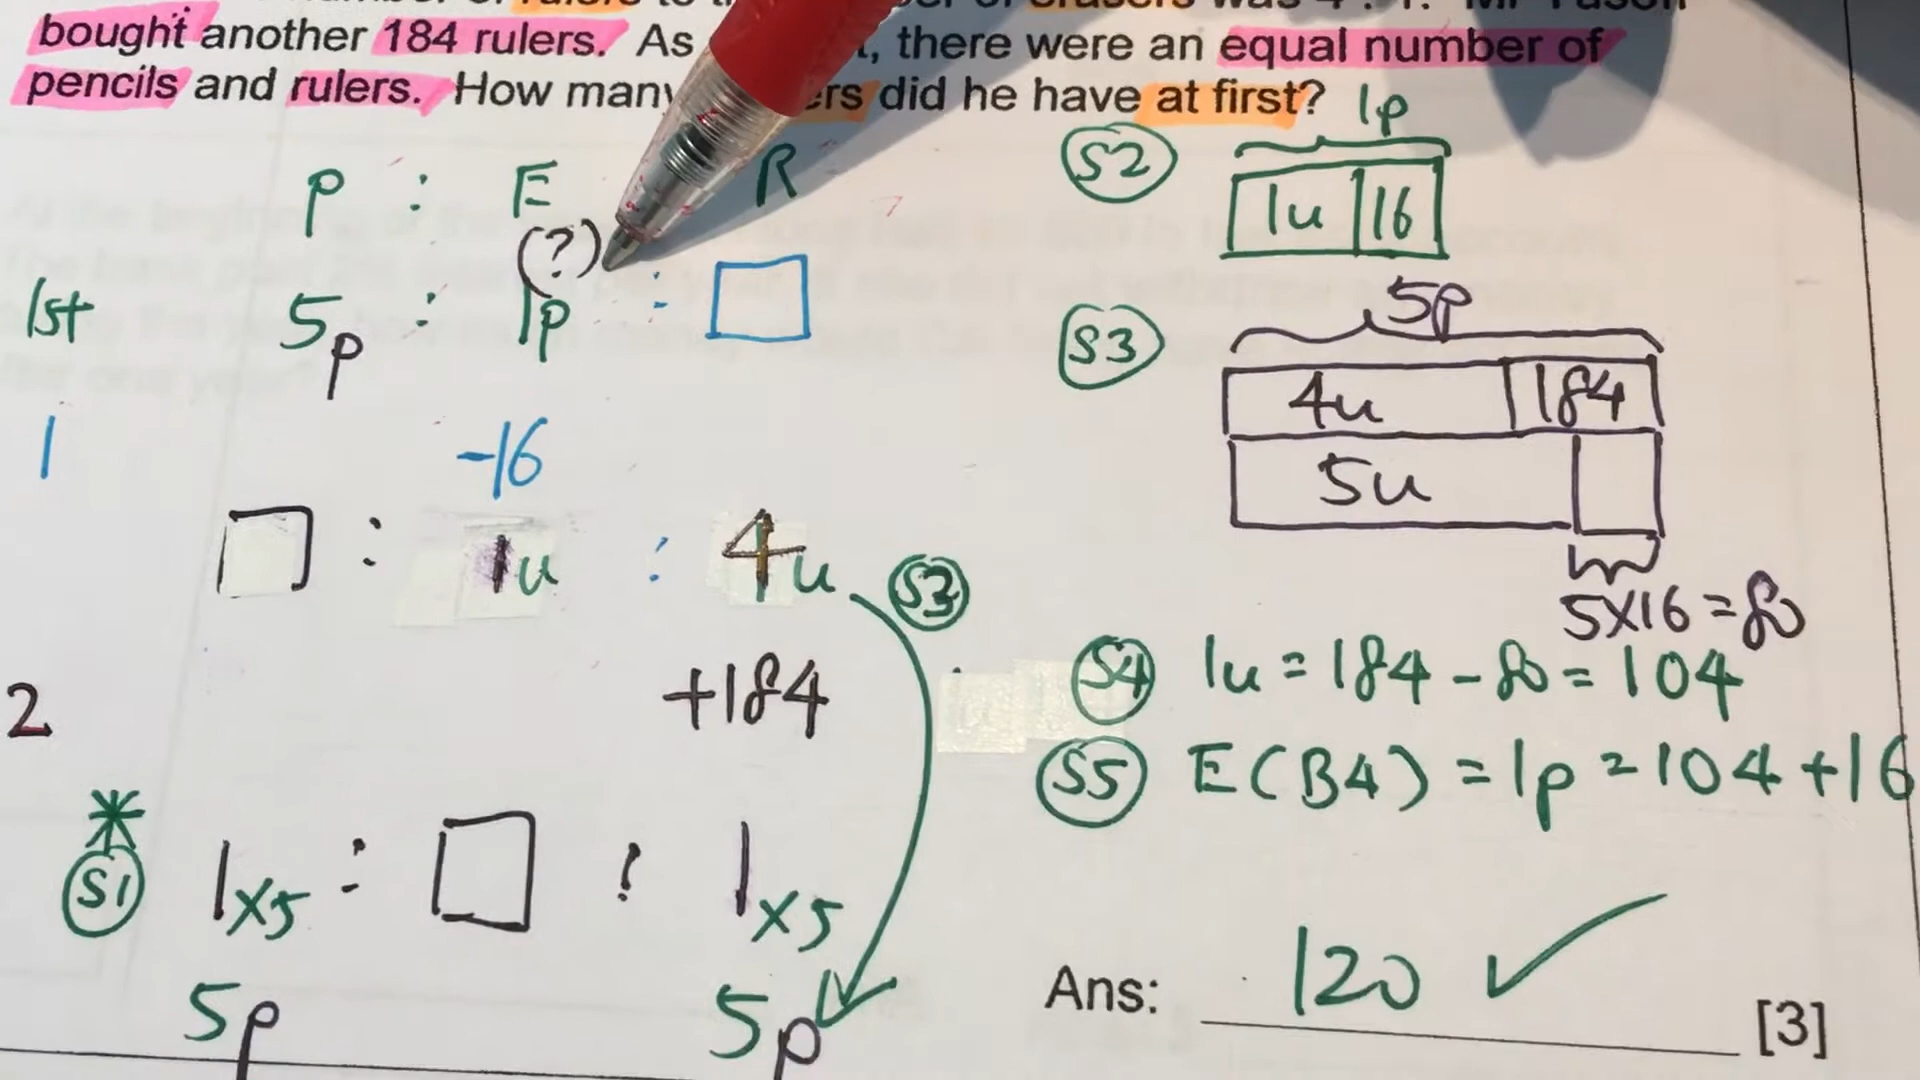 bought another 184 rulers. As , there were an equal number of
pencils and rulers. How many did he have at first?
P : E R
(?)
1st 5p : 1p :
1 -16
: 1u : 4u S3
2 +184
S1 1x5 : : 1x5
5p 5p
S2 1p
1u 16
S3 5p
4u 184
5u
5x16 = 80
S4 1u = 184 - 80 = 104
S5 E (B4) = 1p = 104 + 16
Ans: 120 ✓ [3]